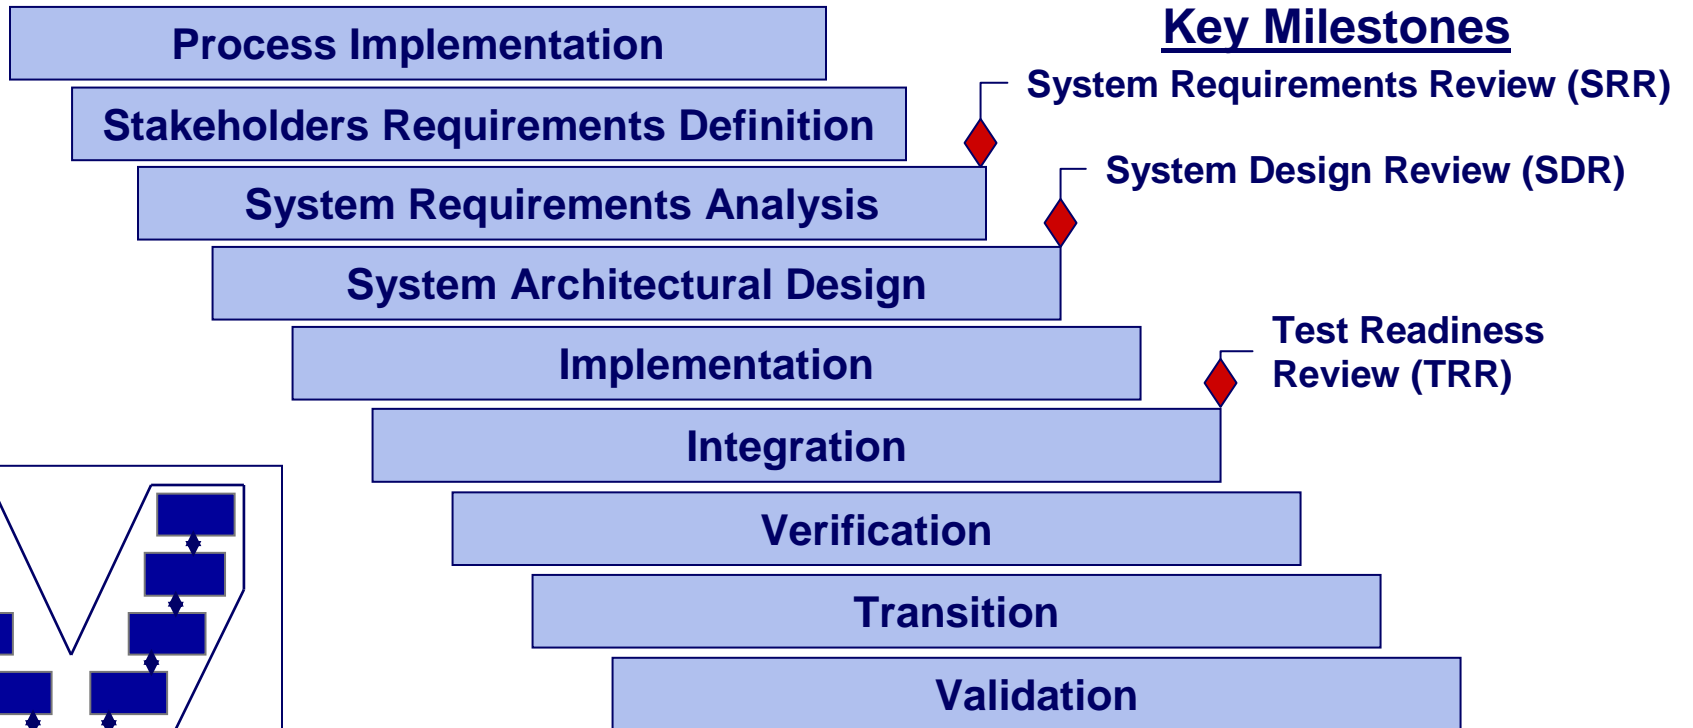 Key Milestones
Process Implementation
System Requirements Review (SRR)
Stakeholders Requirements Definition
System Design Review (SDR)
System Requirements Analysis
System Architectural Design
Test Readiness
Review (TRR)
Implementation
Integration
Verification
Transition
Validation